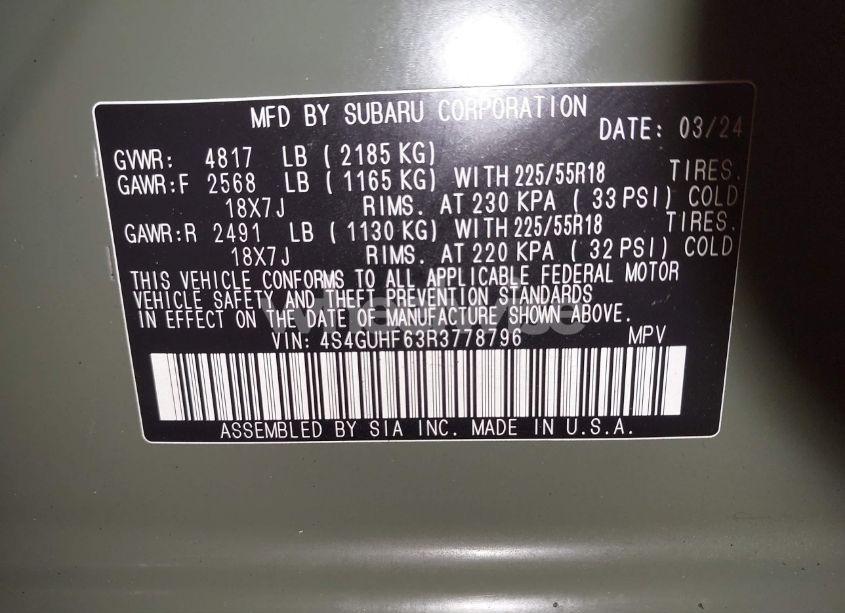 MFD BY SUBARU CORPORATION
DATE: 03/24
GVWR: 4817 LB ( 2185 KG)
GAWR:F 2568 LB ( 1165 KG) WITH 225/55R18 TIRES.
18X7J RIMS. AT 230 KPA ( 33 PSI) COLD
GAWR:R 2491 LB ( 1130 KG) WITH 225/55R18 TIRES.
18X7J RIMS. AT 220 KPA ( 32 PSI) COLD
THIS VEHICLE CONFORMS TO ALL APPLICABLE FEDERAL MOTOR
VEHICLE SAFETY AND THEFT PREVENTION STANDARDS
IN EFFECT ON THE DATE OF MANUFACTURE SHOWN ABOVE.
VIN: 4S4GUHF63R3778796 MPV
ASSEMBLED BY SIA INC. MADE IN U.S.A.